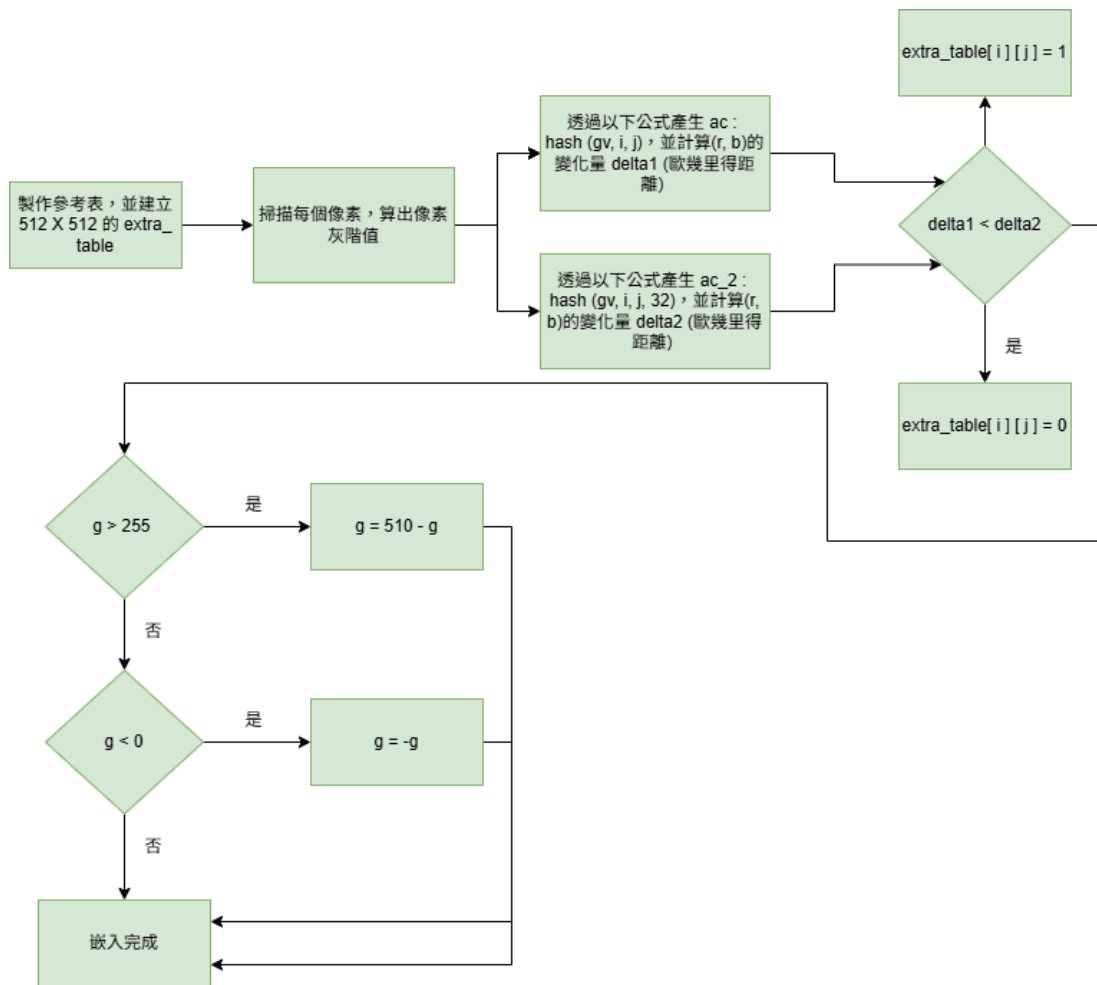 製作參考表，並建立
512 X 512 的 extra_
table
掃描每個像素，算出像素
灰階值
透過以下公式產生 ac :
hash (gv, i, j)，並計算(r, b)的
變化量 delta1 (歐幾里得距
離)
透過以下公式產生 ac_2 :
hash (gv, i, j, 32)，並計算(r,
b)的變化量 delta2 (歐幾里得
距離)
extra_table[ i ] [ j ] = 1
delta1 < delta2
是
extra_table[ i ] [ j ] = 0
g > 255
是
g = 510 - g
否
g < 0
是
g = -g
否
嵌入完成